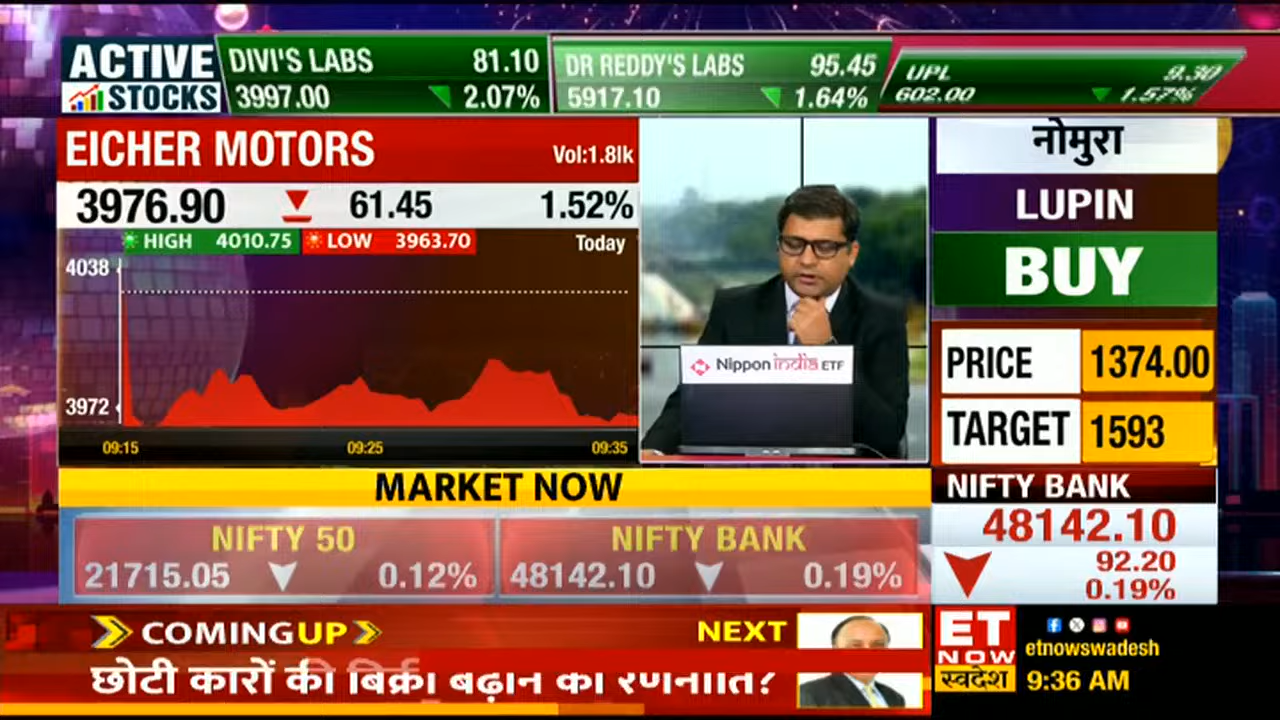 ACTIVE STOCKS
DIVI'S LABS 81.10
3997.00 2.07%
DR REDDY'S LABS 95.45
5917.10 1.64%
UPL 9.30
602.00 1.57%
EICHER MOTORS Vol:1.8lk
3976.90 61.45 1.52%
HIGH 4010.75 LOW 3963.70 Today
4038
3972
09:15 09:25 09:35
Nippon india ETF
नोमुरा
LUPIN
BUY
PRICE 1374.00
TARGET 1593
MARKET NOW
NIFTY 50
21715.05 0.12%
NIFTY BANK
48142.10 0.19%
NIFTY BANK
48142.10
92.20
0.19%
COMING UP NEXT
छोटी कारों की बिक्री बढ़ाने की रणनीति?
ET NOW स्वदेश
etnowswadesh
9:36 AM